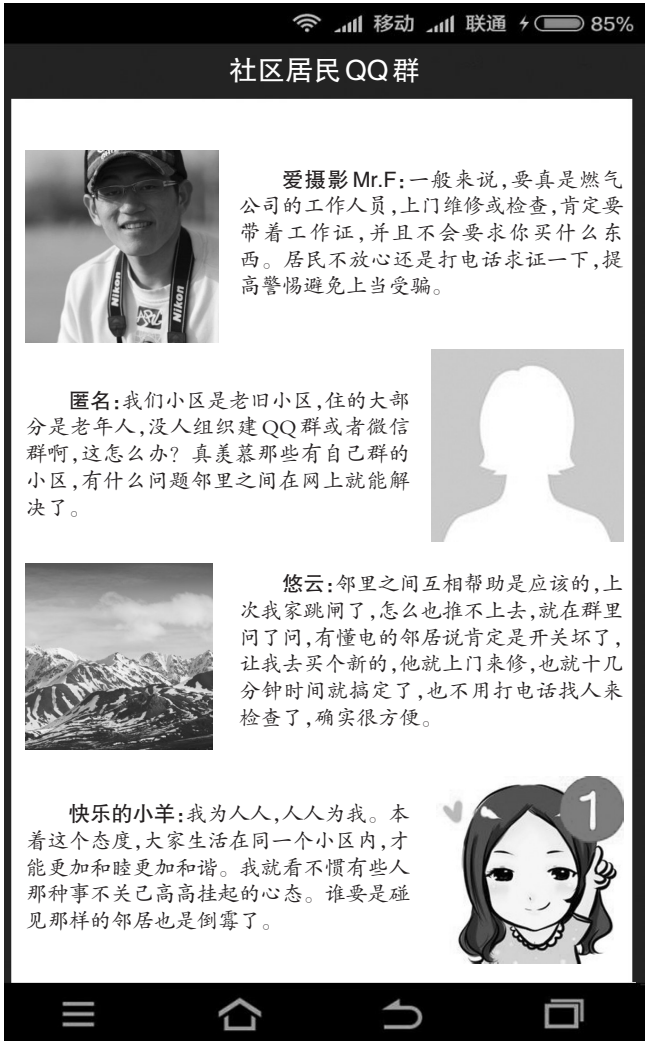 移动 联通 85%
社区居民QQ群
爱摄影Mr.F:一般来说,要真是燃气
公司的工作人员,上门维修或检查,肯定要
带着工作证,并且不会要求你买什么东
西。居民不放心还是打电话求证一下,提
高警惕避免上当受骗。
Nikon
Nikon
匿名:我们小区是老旧小区,住的大部
分是老年人,没人组织建QQ群或者微信
群啊,这怎么办?真羡慕那些有自己群的
小区,有什么问题邻里之间在网上就能解
决了。
悠云:邻里之间互相帮助是应该的,上
次我家跳闸了,怎么也推不上去,就在群里
问了问,有懂电的邻居说肯定是开关坏了,
让我去买个新的,他就上门来修,也就十几
分钟时间就搞定了,也不用打电话找人来
检查了,确实很方便。
快乐的小羊:我为人人,人人为我。本
着这个态度,大家生活在同一个小区内,才
能更加和睦更加和谐。我就看不惯有些人
那种事不关己高高挂起的心态。谁要是碰
见那样的邻居也是倒霉了。
1